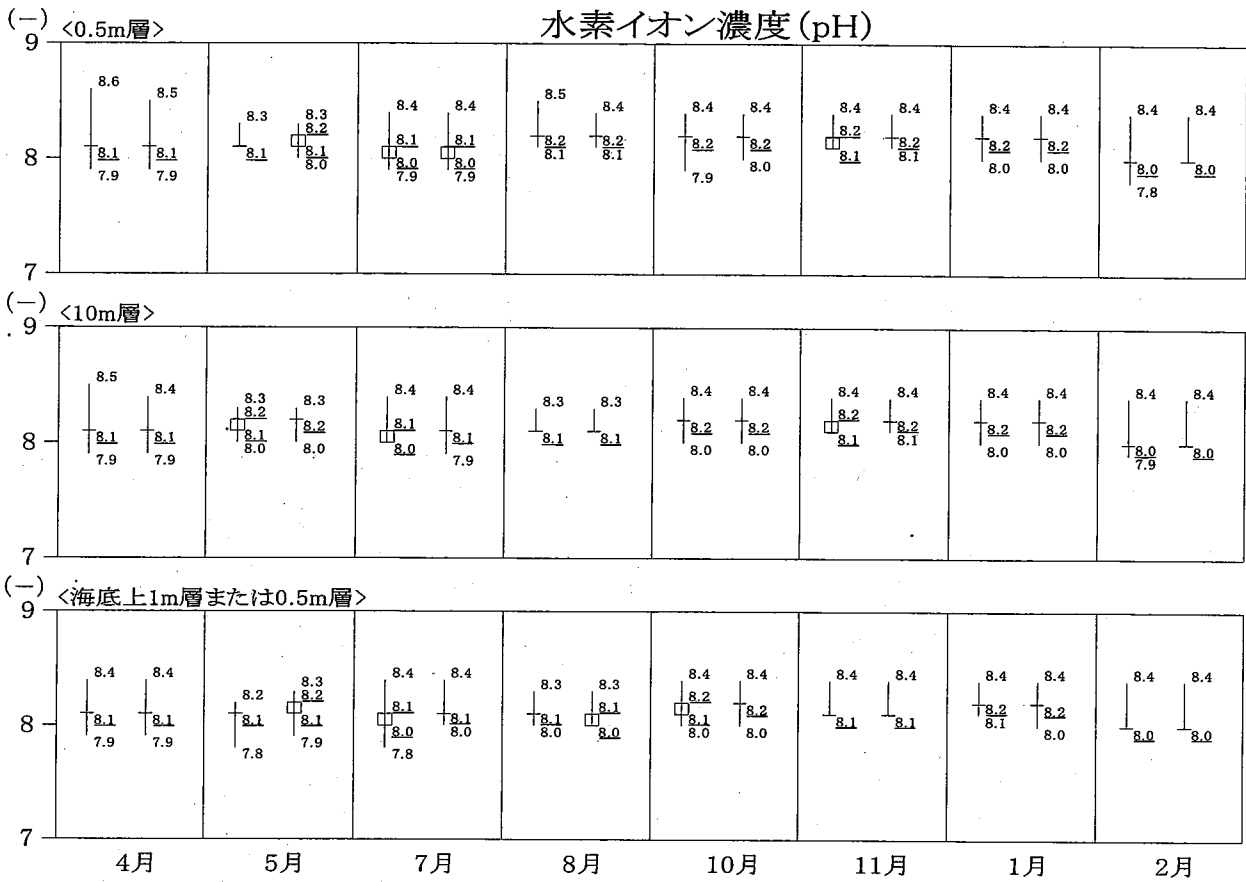 水素イオン濃度(pH)
(－) <0.5m層>
9
8.6 8.5 8.3 8.3 8.4 8.4 8.5 8.4 8.4 8.4 8.4 8.4 8.4 8.4 8.4 8.4
8.2 8.1 8.1 8.2
8
8.1 8.1 8.1 8.1 8.0 8.0 8.2 8.2 8.2 8.2 8.1 8.2 8.2 8.2 8.0 8.0
7.9 7.9 8.0 7.9 7.9 8.1 8.1 7.9 8.0 8.1 8.0 8.0 7.8
7
(－) <10m層>
9
8.5 8.4 8.3 8.3 8.4 8.4 8.3 8.3 8.4 8.4 8.4 8.4 8.4 8.4 8.4 8.4
8.2 8.1 8.2
8
8.1 8.1 8.1 8.2 8.0 8.1 8.1 8.1 8.2 8.2 8.1 8.2 8.2 8.2 8.0 8.0
7.9 7.9 8.0 8.0 7.9 8.0 8.0 8.1 8.0 8.0 7.9
7
(－) <海底上1m層または0.5m層>
9
8.4 8.4 8.2 8.3 8.4 8.4 8.3 8.3 8.4 8.4 8.4 8.4 8.4 8.4 8.4 8.4
8.2 8.1 8.1 8.2
8
8.1 8.1 8.1 8.1 8.0 8.1 8.1 8.0 8.1 8.2 8.1 8.1 8.2 8.2 8.0 8.0
7.9 7.9 7.8 7.9 7.8 8.0 8.0 8.0 8.0 8.1 8.0
7
4月 5月 7月 8月 10月 11月 1月 2月